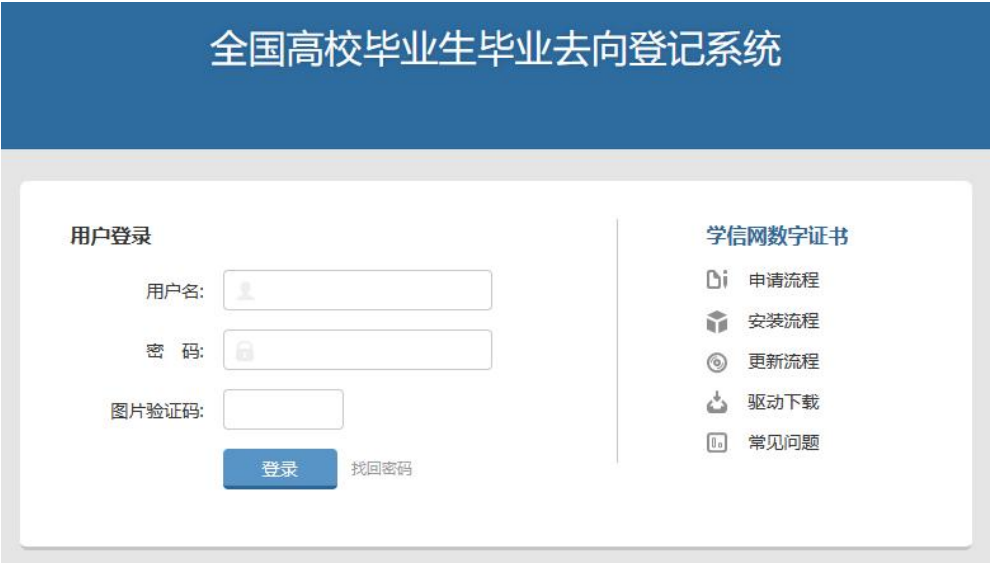 全国高校毕业生毕业去向登记系统
用户登录
用户名:
密 码:
图片验证码:
登录 找回密码
学信网数字证书
申请流程
安装流程
更新流程
驱动下载
常见问题